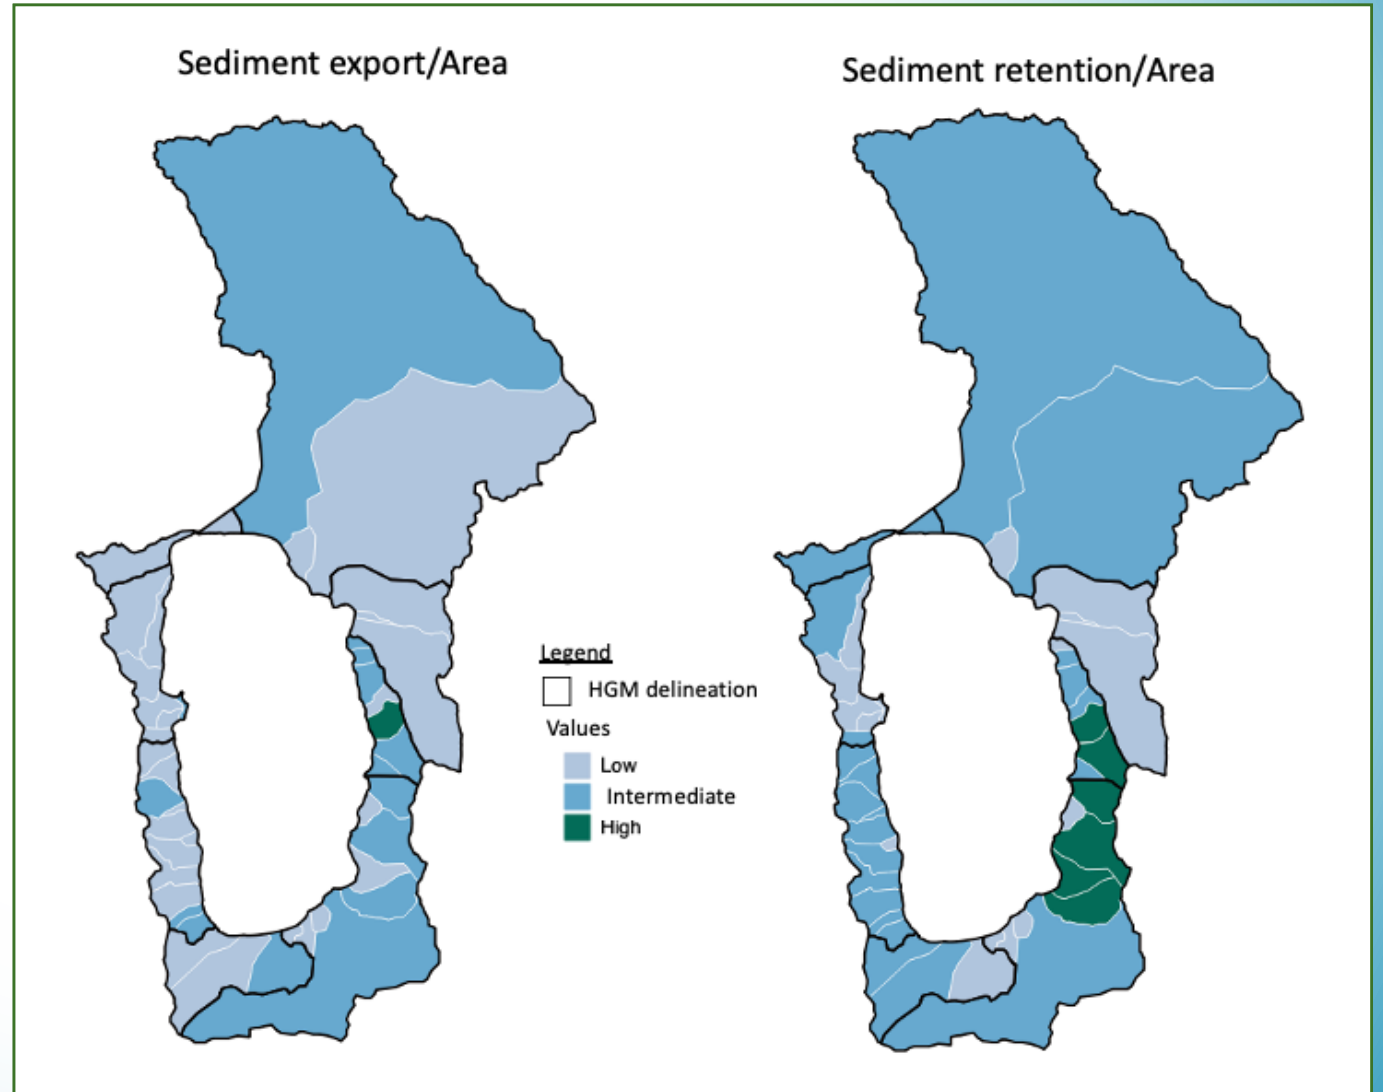 Sediment export/Area
Sediment retention/Area
Legend
HGM delineation
Values
Low
Intermediate
High